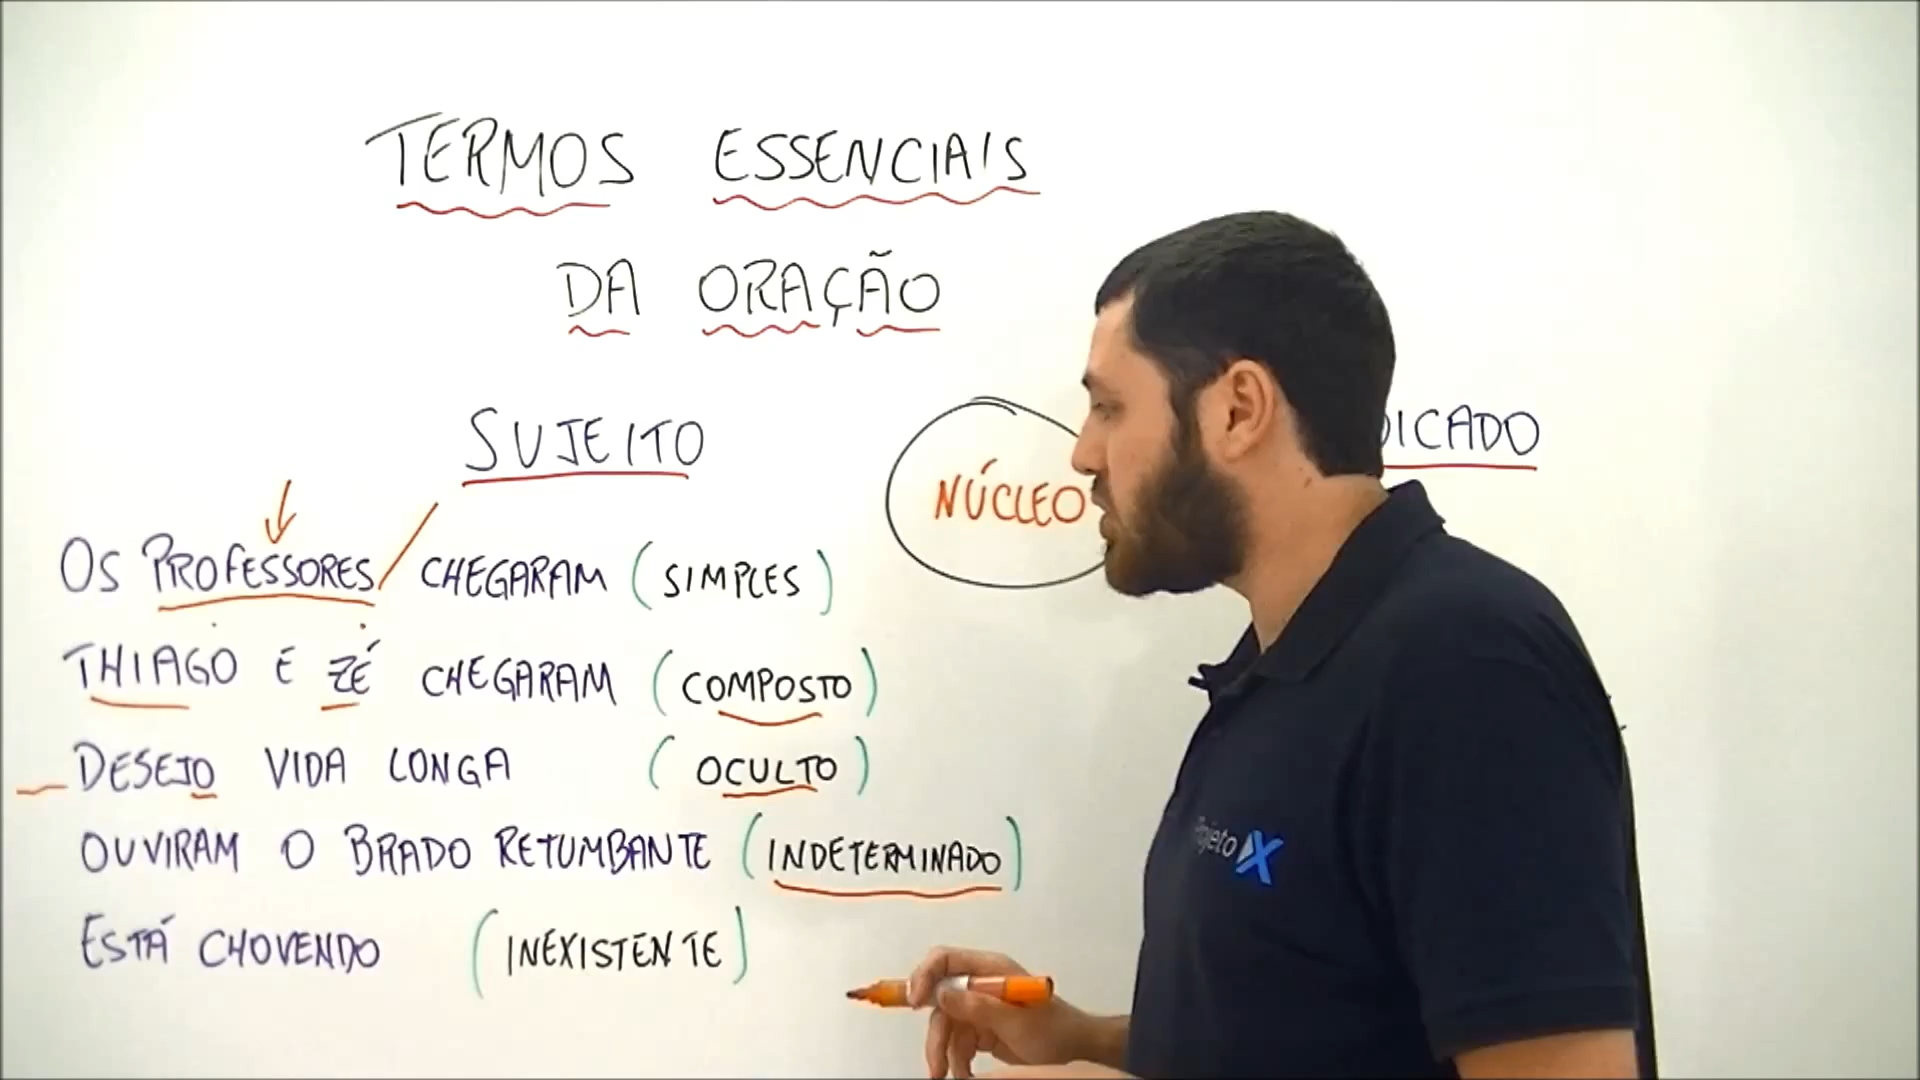 TERMOS ESSENCIAIS
DA ORAÇÃO
SUJEITO
DICADO
NÚCLEO
OS PROFESSORES / CHEGARAM (SIMPLES)
THIAGO E ZÉ CHEGARAM (COMPOSTO)
DESEJO VIDA LONGA (OCULTO)
OUVIRAM O BRADO RETUMBANTE (INDETERMINADO)
ESTÁ CHOVENDO (INEXISTENTE)
ojeto X